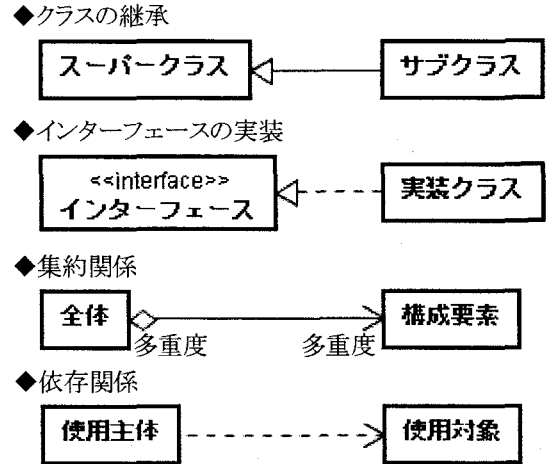 ◆クラスの継承
スーパークラス サブクラス
◆インターフェースの実装
<<interface>>
インターフェース 実装クラス
◆集約関係
全体 構成要素
多重度 多重度
◆依存関係
使用主体 使用対象